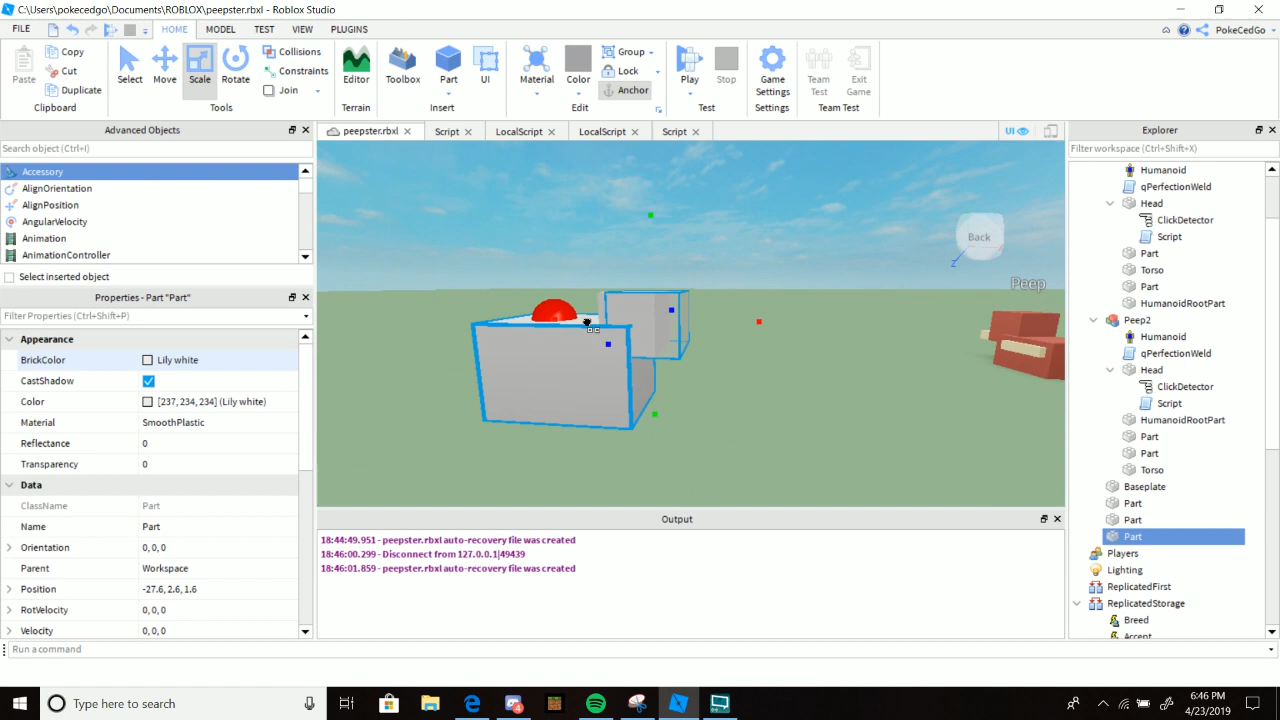 C:\Users\pokecedgo\Documents\ROBLOX\peepster.rbxl - Roblox Studio
FILE HOME MODEL TEST VIEW PLUGINS PokeCedGo
Paste Copy Cut Duplicate Select Move Scale Rotate Collisions Constraints Join Editor Toolbox Part UI Material Color Group Lock Anchor Play Stop Game Settings Team Test Exit Game
Clipboard Tools Terrain Insert Edit Test Settings Team Test
Advanced Objects
Search object (Ctrl+I)
Accessory
AlignOrientation
AlignPosition
AngularVelocity
Animation
AnimationController
Select inserted object
Properties - Part "Part"
Filter Properties (Ctrl+Shift+P)
Appearance
BrickColor Lily white
CastShadow
Color [237, 234, 234] (Lily white)
Material SmoothPlastic
Reflectance 0
Transparency 0
Data
ClassName Part
Name Part
Orientation 0, 0, 0
Parent Workspace
Position -27.6, 2.6, 1.6
RotVelocity 0, 0, 0
Velocity 0, 0, 0
peepster.rbxl Script LocalScript LocalScript Script UI
Back
Z
Peep
Output
18:44:49.951 - peepster.rbxl auto-recovery file was created
18:46:00.299 - Disconnect from 127.0.0.1|49439
18:46:01.859 - peepster.rbxl auto-recovery file was created
Explorer
Filter workspace (Ctrl+Shift+X)
Humanoid
qPerfectionWeld
Head
ClickDetector
Script
Part
Torso
Part
HumanoidRootPart
Peep2
Humanoid
qPerfectionWeld
Head
ClickDetector
Script
HumanoidRootPart
Part
Part
Torso
Baseplate
Part
Part
Part
Players
Lighting
ReplicatedFirst
ReplicatedStorage
Breed
Accept
Run a command
Type here to search
6:46 PM
4/23/2019